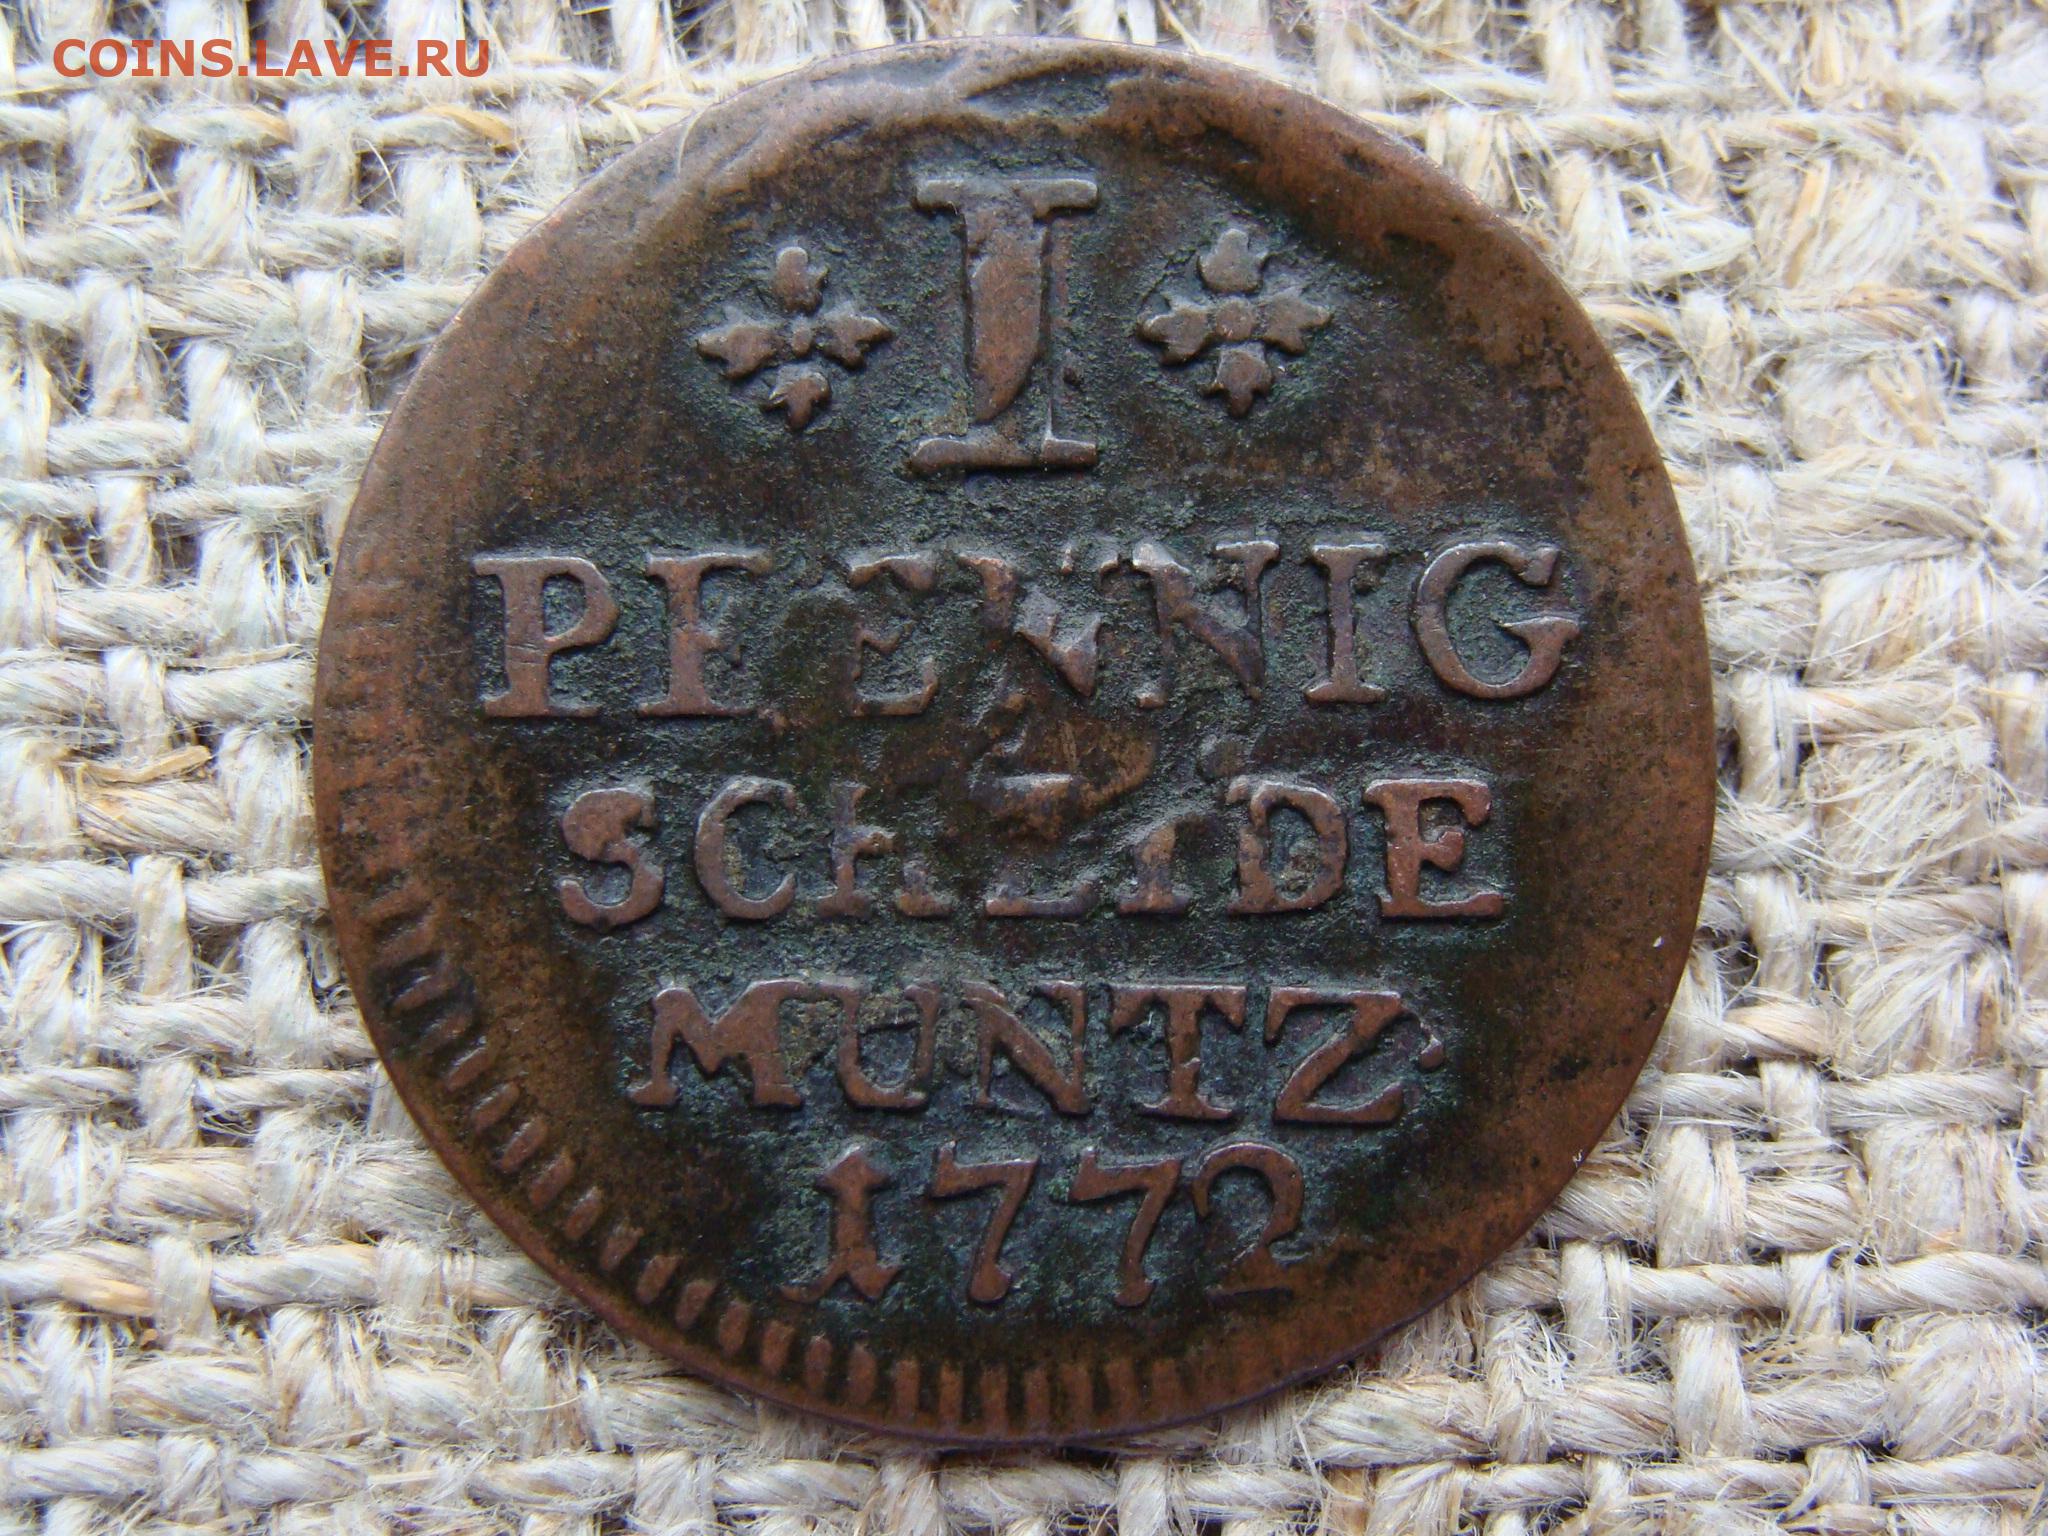 COINS.LAVE.RU
I
PFENNIG
SCHEIDE
MUNTZ
1772